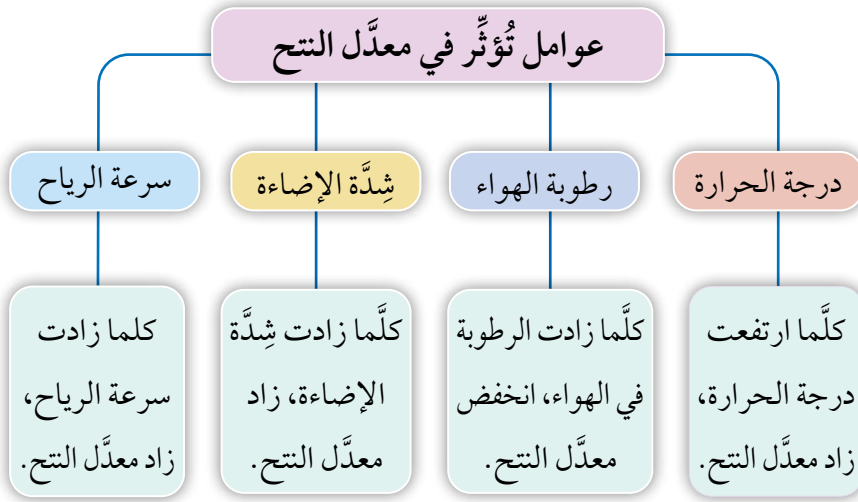 عوامل تُؤثِّر في معدَّل النتح
درجة الحرارة
رطوبة الهواء
شِدَّة الإضاءة
سرعة الرياح
كلَّما ارتفعت
درجة الحرارة،
زاد معدَّل النتح.
كلَّما زادت الرطوبة
في الهواء، انخفض
معدَّل النتح.
كلَّما زادت شِدَّة
الإضاءة، زاد
معدَّل النتح.
كلما زادت
سرعة الرياح،
زاد معدَّل النتح.